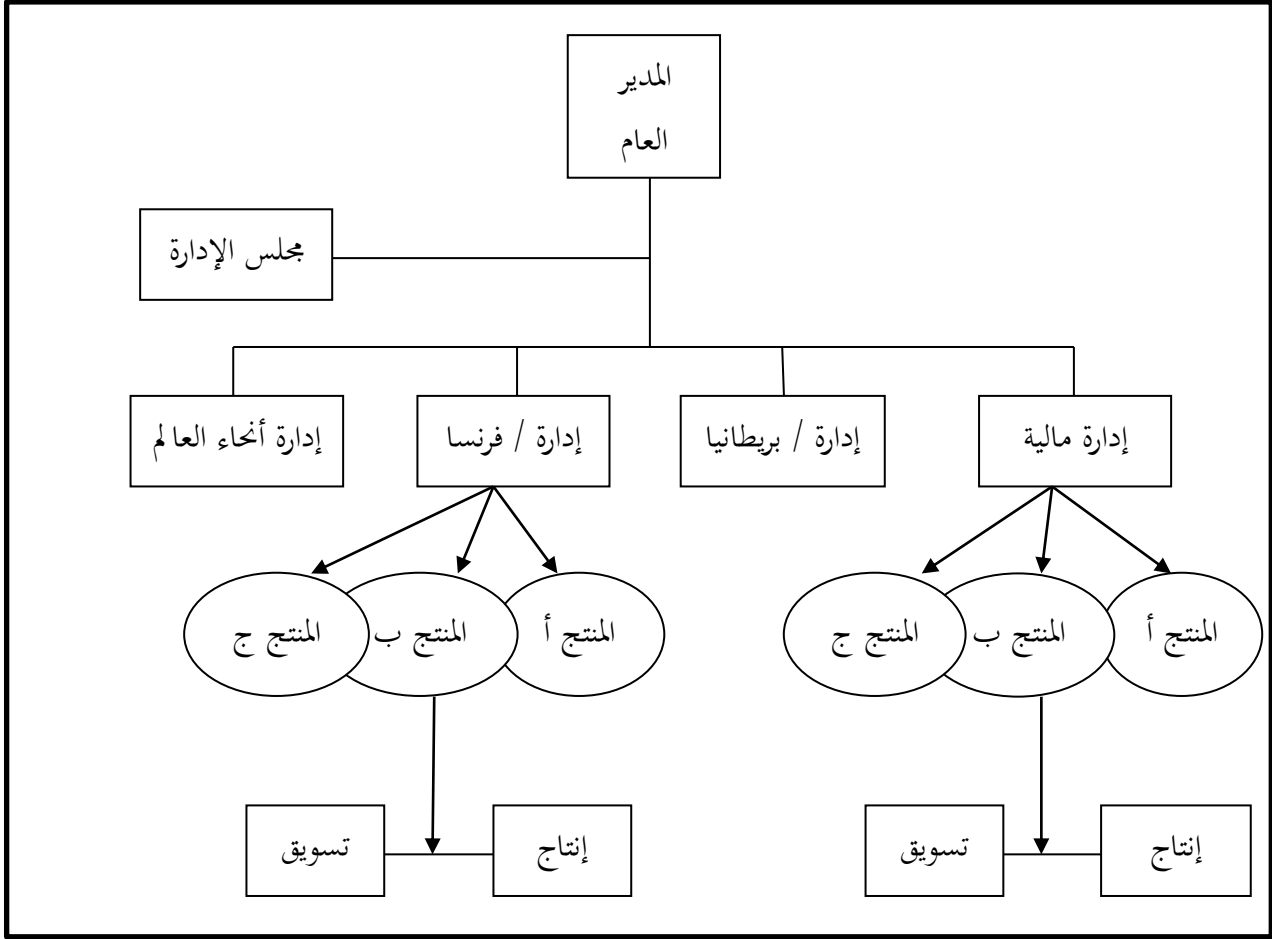 المدير
العام
مجلس الإدارة
إدارة مالية
إدارة / بريطانيا
إدارة / فرنسا
إدارة أنحاء العالم
المنتج أ
المنتج ب
المنتج ج
المنتج أ
المنتج ب
المنتج ج
إنتاج
تسويق
إنتاج
تسويق